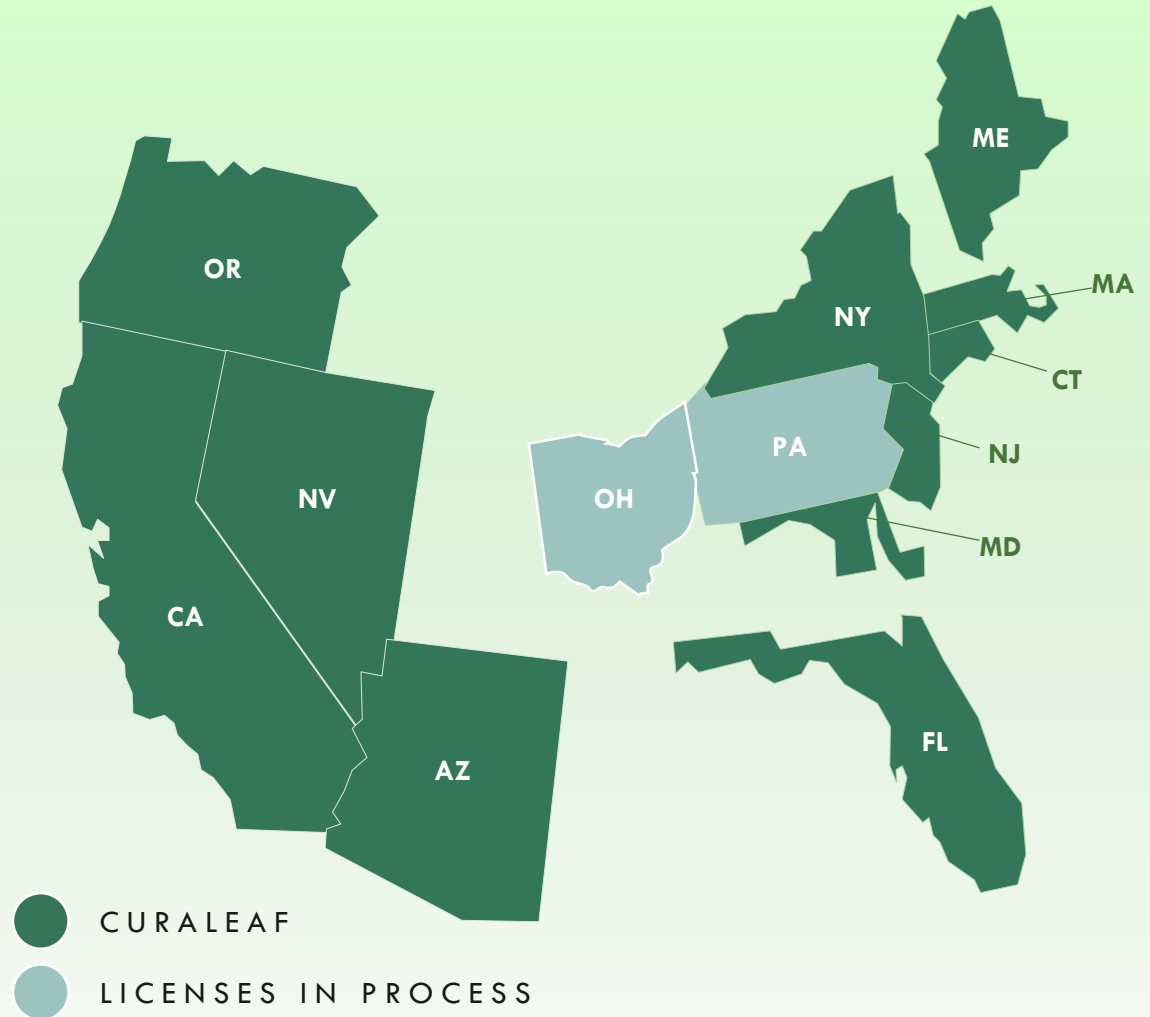 ME
OR
MA
NY
CT
PA
NJ
NV
OH
MD
CA
FL
AZ
CURALEAF
LICENSES IN PROCESS